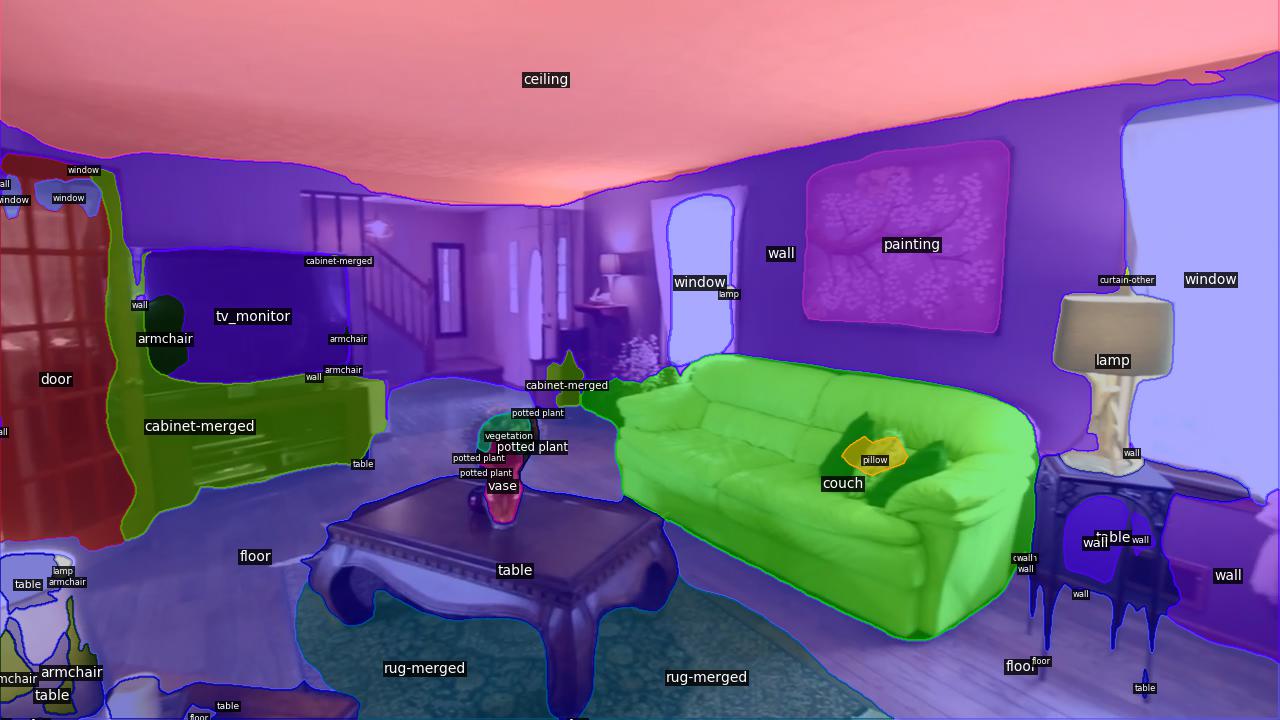 ceiling
window
all
window
window
painting
wall
cabinet-merged
curtain-other
window
window
lamp
wall
tv_monitor
armchair
armchair
lamp
armchair
wall
door
cabinet-merged
cabinet-merged
potted plant
all
vegetation
potted plant
wall
potted plant
pillow
table
potted plant
couch
vase
table
wall
wall
floor
table
wall
wall
lamp
armchair
table
wall
wall
floor
floor
rug-merged
armchair
rug-merged
mchair
table
table
table
floor